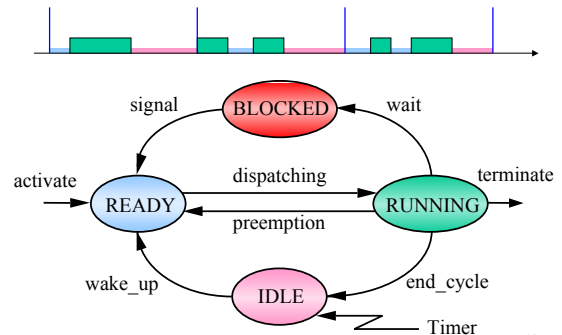 signal
BLOCKED
wait
activate
dispatching
terminate
READY
RUNNING
preemption
wake_up
IDLE
end_cycle
Timer